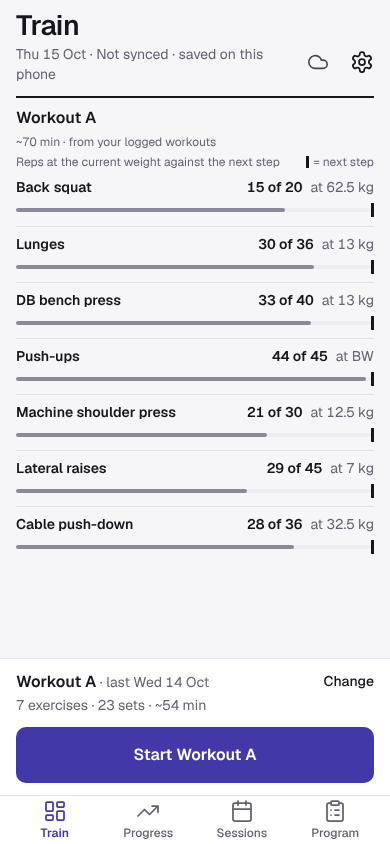 Train
Thu 15 Oct · Not synced · saved on this
phone
Workout A
~70 min · from your logged workouts
Reps at the current weight against the next step
= next step
Back squat 15 of 20 at 62.5 kg
Lunges 30 of 36 at 13 kg
DB bench press 33 of 40 at 13 kg
Push-ups 44 of 45 at BW
Machine shoulder press 21 of 30 at 12.5 kg
Lateral raises 29 of 45 at 7 kg
Cable push-down 28 of 36 at 32.5 kg
Workout A · last Wed 14 Oct
Change
7 exercises · 23 sets · ~54 min
Start Workout A
Train
Progress
Sessions
Program